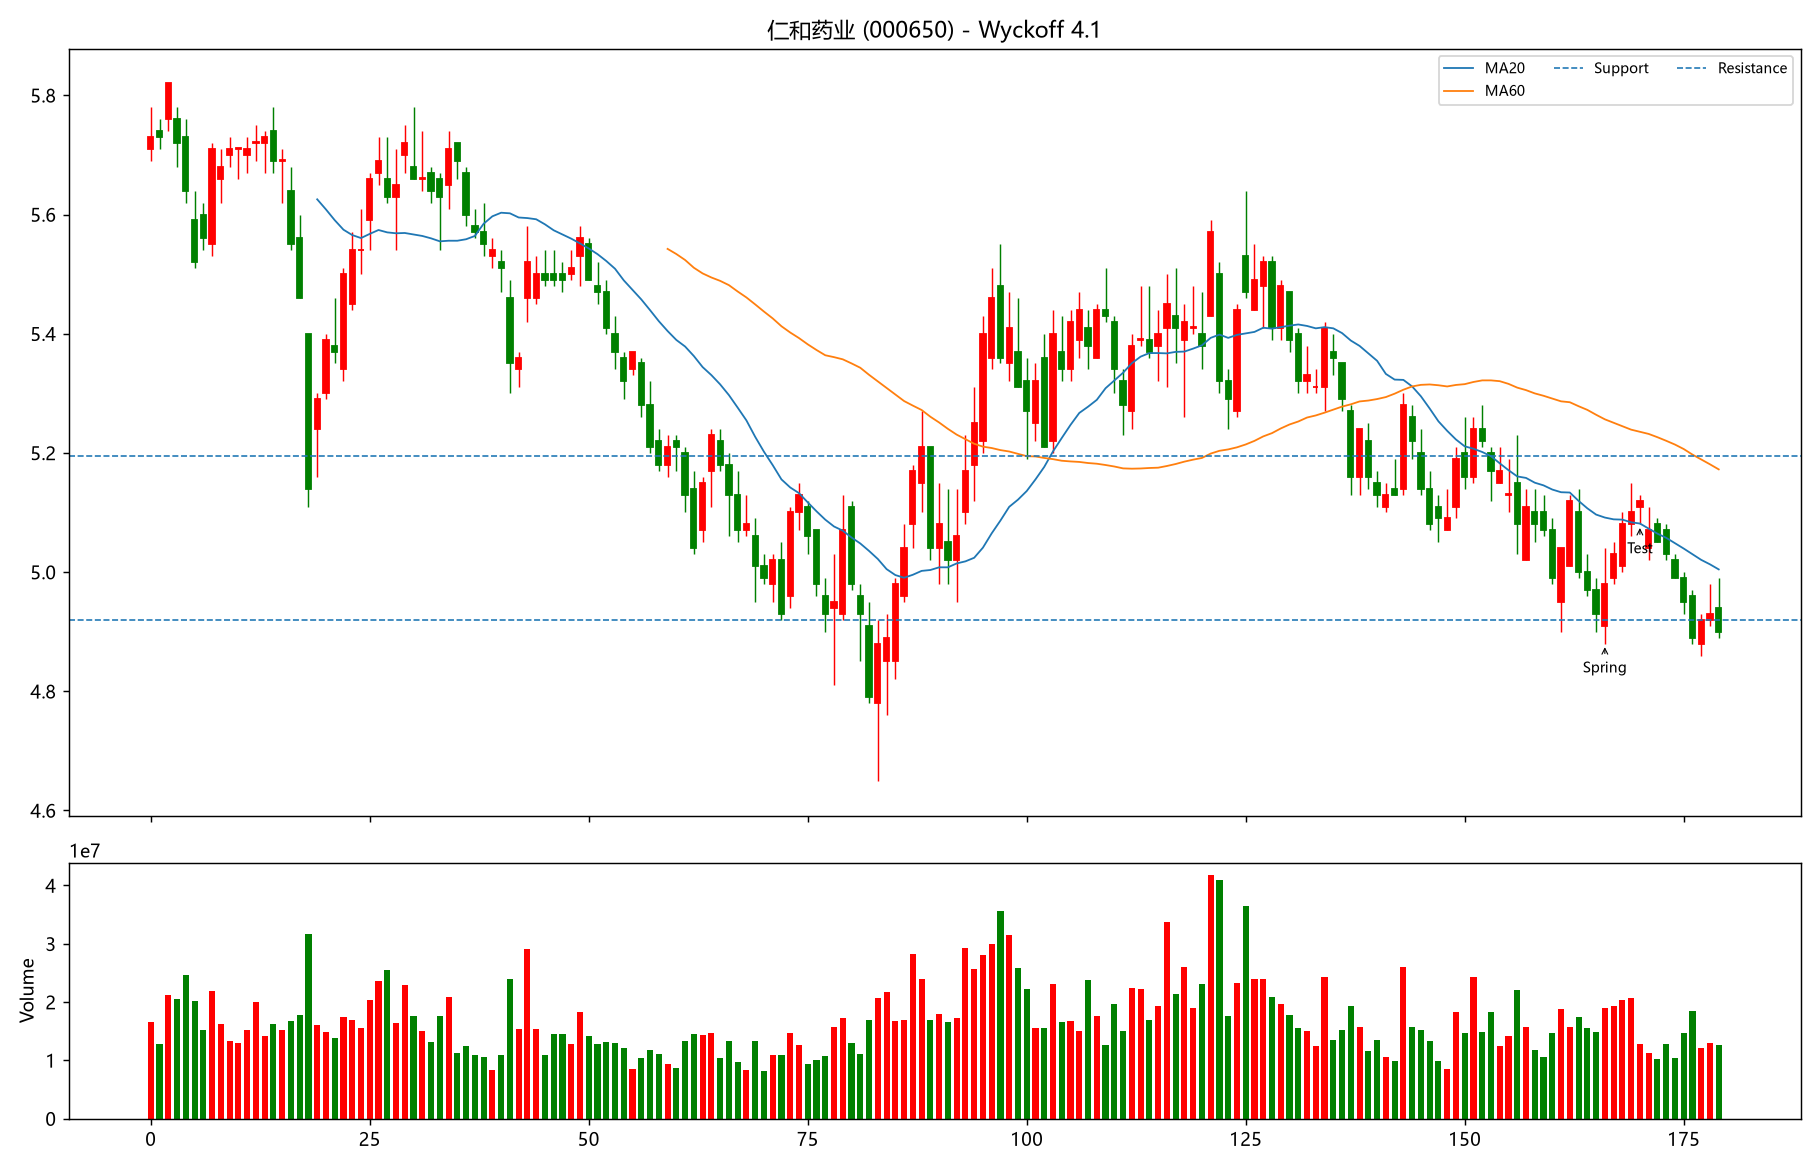 仁和药业 (000650) - Wyckoff 4.1
MA20
MA60
Support
Resistance
5.8
5.6
5.4
5.2
5.0
4.8
4.6
Test
Spring
1e7
Volume
4
3
2
1
0
0 25 50 75 100 125 150 175